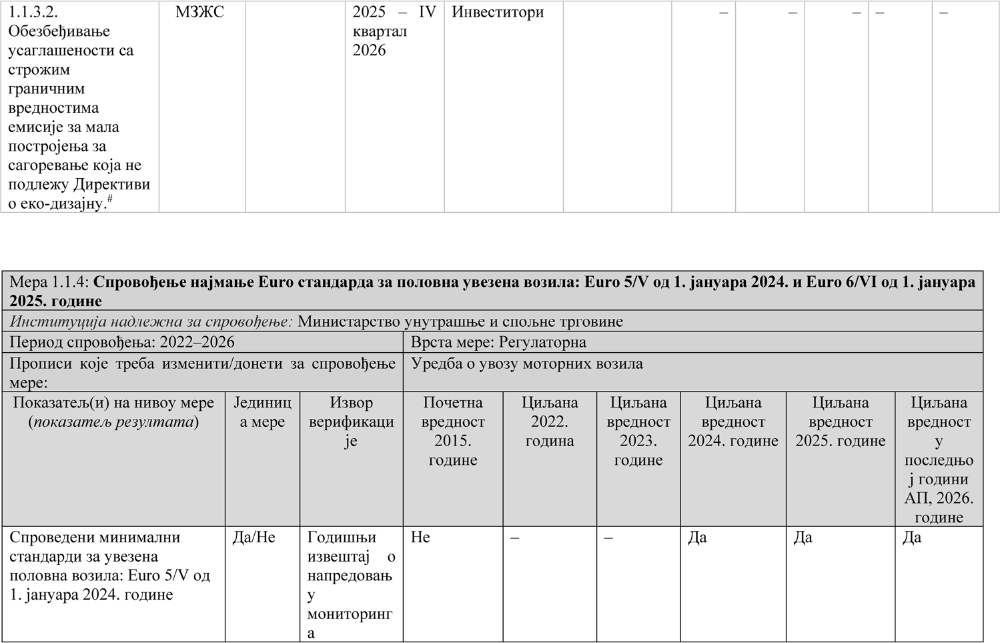 1.1.3.2.
Обезбеђивање
усаглашености са
строжим
граничним
вредностима
емисије за мала
постројења за
сагоревање која не
подлежу Директиви
о еко-дизајну.#
МЗЖС
2025 – IV
квартал
2026
Инвеститори
–
–
–
–
–
Мера 1.1.4: Спровођење најмање Euro стандарда за половна увезена возила: Euro 5/V од 1. јануара 2024. и Euro 6/VI од 1. јануара
2025. године
Институција надлежна за спровођење: Министарство унутрашње и спољне трговине
Период спровођења: 2022–2026
Врста мере: Регулаторна
Прописи које треба изменити/донети за спровођење
мере:
Уредба о увозу моторних возила
Показатељ(и) на нивоу мере
(показатељ резултата)
Јединиц
а мере
Извор
верификаци
је
Почетна
вредност
2015.
године
Циљана
2022.
година
Циљана
вредност
2023.
године
Циљана
вредност
2024. године
Циљана
вредност
2025. године
Циљана
вредност
у
последњо
ј години
АП, 2026.
године
Спроведени минимални
стандарди за увезена
половна возила: Euro 5/V од
1. јануара 2024. године
Да/Не
Годишњи
извештај о
напредовањ
у
мониторинг
а
Не
–
–
Да
Да
Да